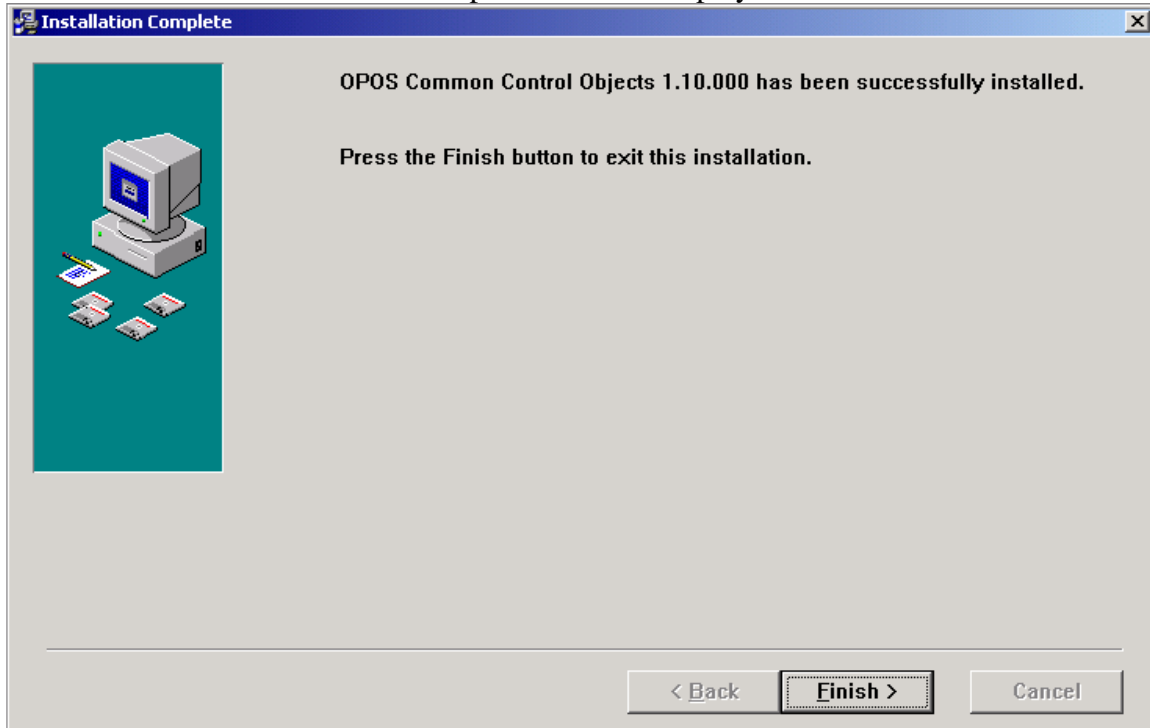 Installation Complete
OPOS Common Control Objects 1.10.000 has been successfully installed.
Press the Finish button to exit this installation.
< Back
Finish >
Cancel